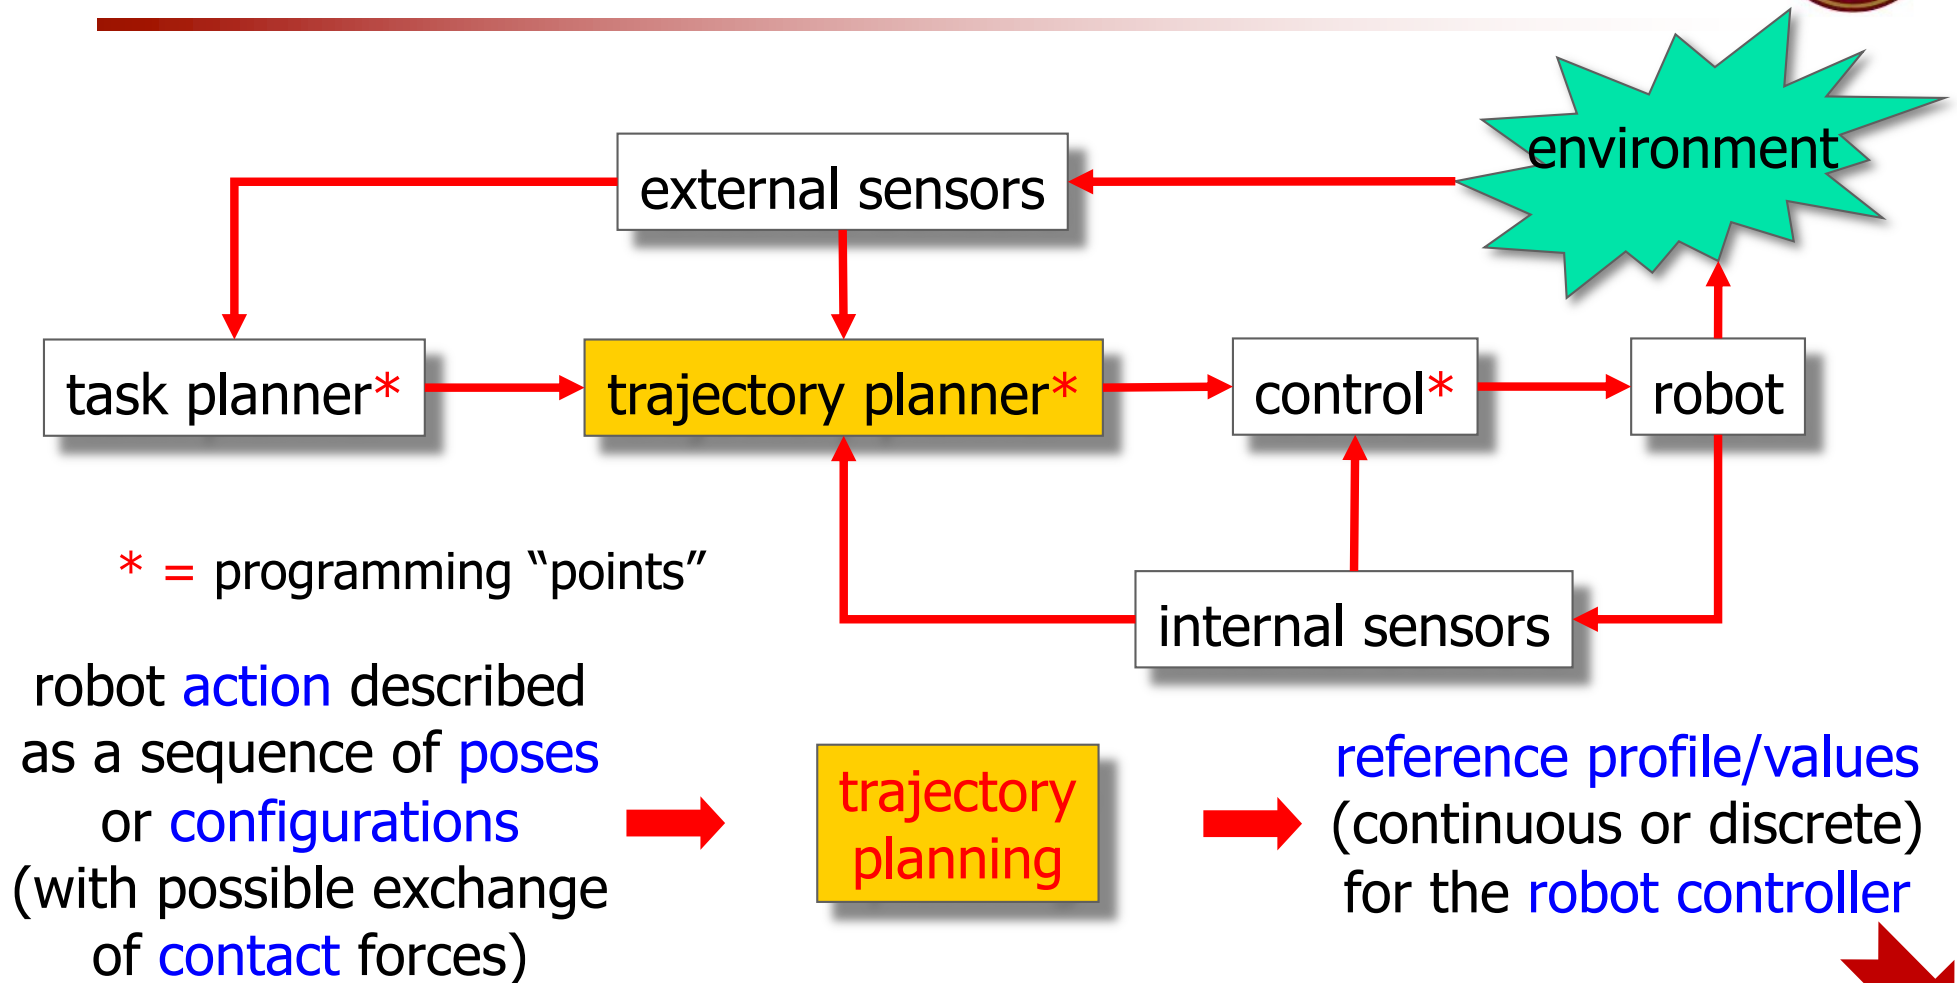 environment
external sensors
task planner*
trajectory planner*
control*
robot
* = programming “points”
internal sensors
robot action described
as a sequence of poses
or configurations
(with possible exchange
of contact forces)
trajectory
planning
reference profile/values
(continuous or discrete)
for the robot controller